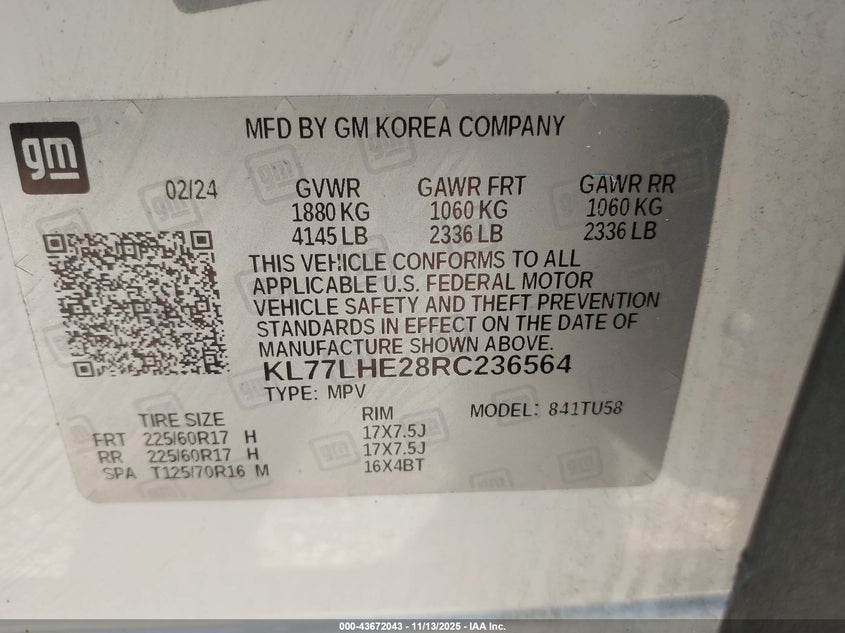 gm
MFD BY GM KOREA COMPANY
02/24
GVWR GAWR FRT GAWR RR
1880 KG 1060 KG 1060 KG
4145 LB 2336 LB 2336 LB
THIS VEHICLE CONFORMS TO ALL
APPLICABLE U.S. FEDERAL MOTOR
VEHICLE SAFETY AND THEFT PREVENTION
STANDARDS IN EFFECT ON THE DATE OF
MANUFACTURE SHOWN ABOVE.
KL77LHE28RC236564
TYPE: MPV
TIRE SIZE RIM MODEL: 841TU58
FRT 225/60R17 H 17X7.5J
RR 225/60R17 H 17X7.5J
SPA T125/70R16 M 16X4BT
000-43672043 — 11/13/2025 — IAA Inc.